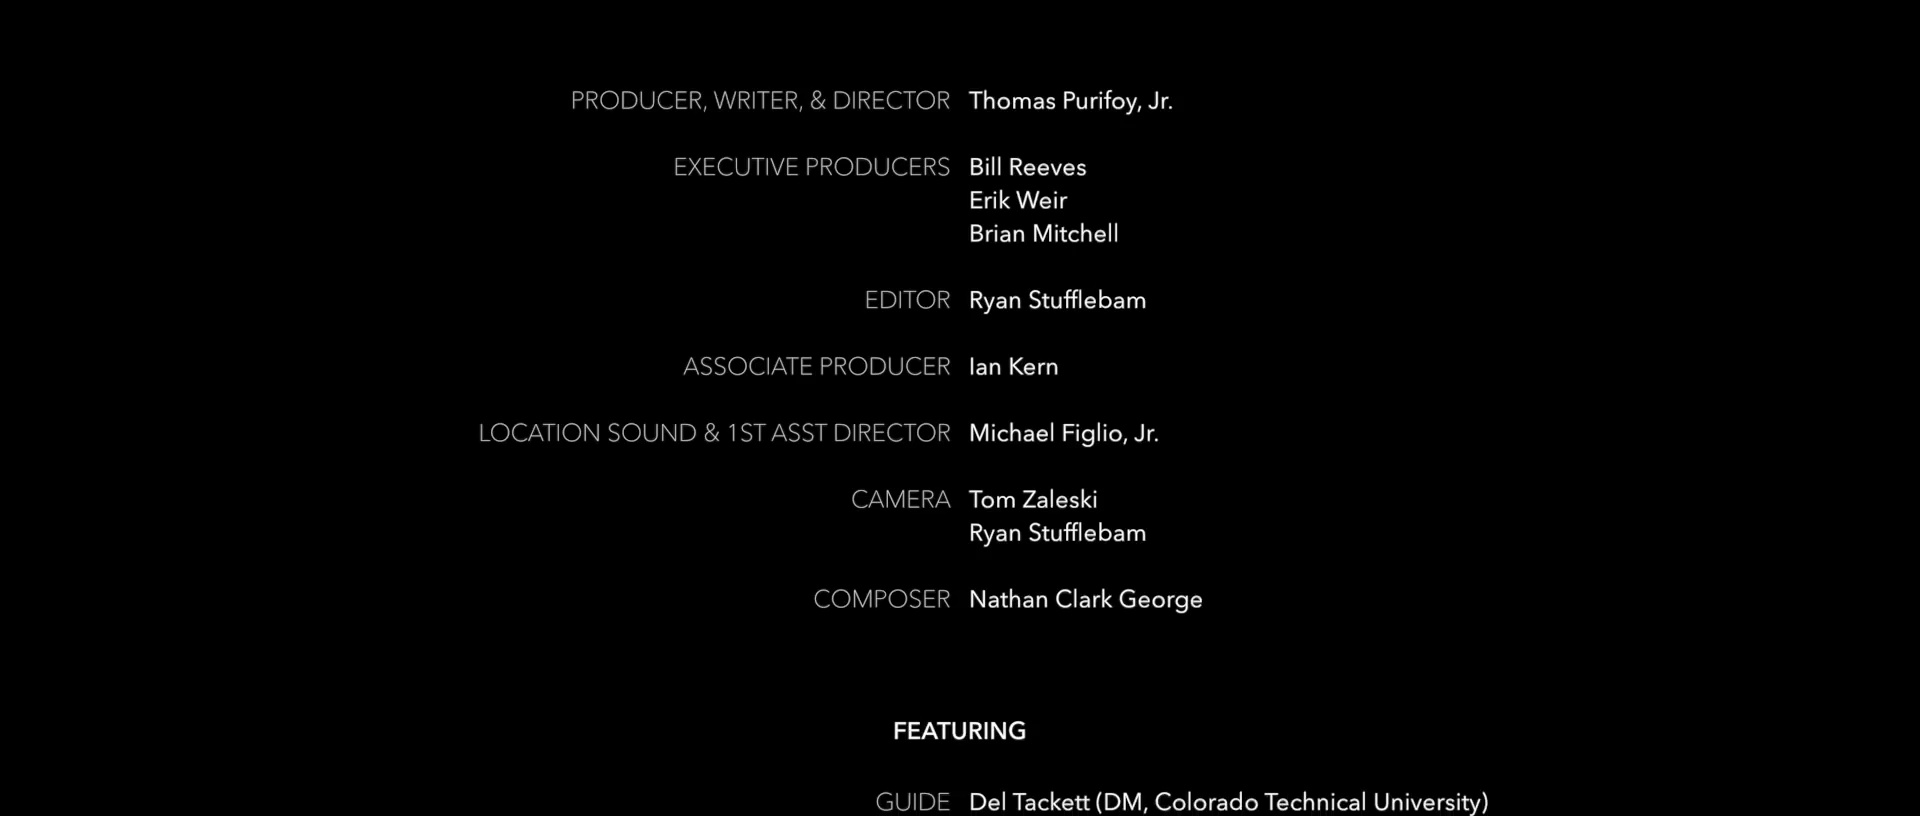 PRODUCER, WRITER, & DIRECTOR Thomas Purifoy, Jr.
EXECUTIVE PRODUCERS Bill Reeves
Erik Weir
Brian Mitchell
EDITOR Ryan Stufflebam
ASSOCIATE PRODUCER Ian Kern
LOCATION SOUND & 1ST ASST DIRECTOR Michael Figlio, Jr.
CAMERA Tom Zaleski
Ryan Stufflebam
COMPOSER Nathan Clark George
FEATURING
GUIDE Del Tackett (DM, Colorado Technical University)